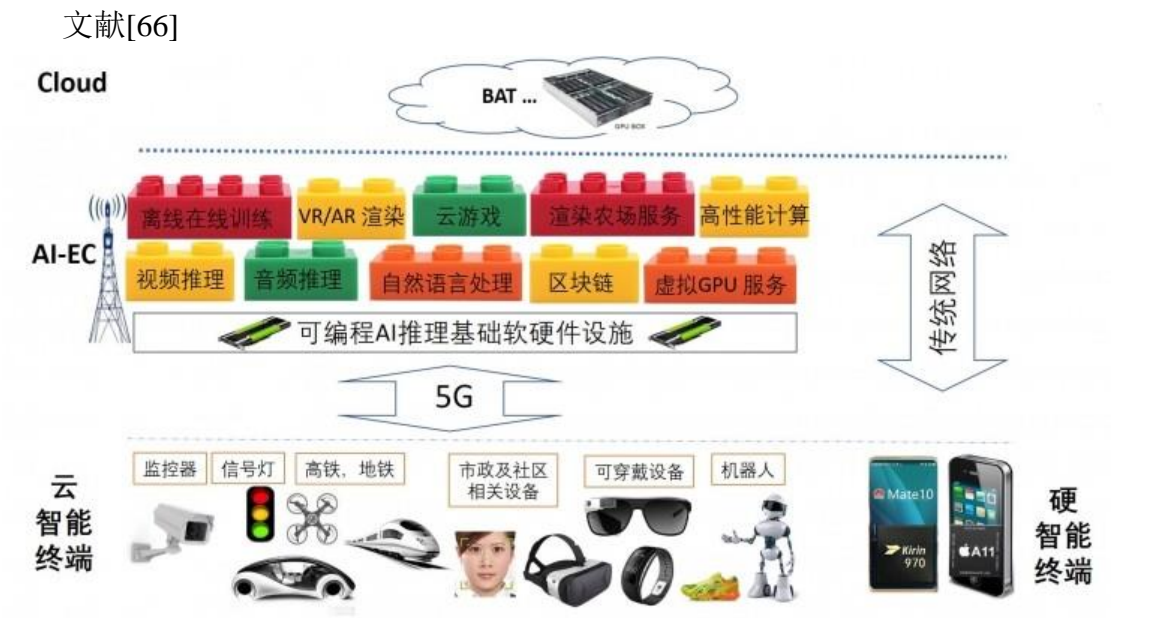 文献[66]
Cloud
BAT ...
GPU BOX
离线在线训练
VR/AR 渲染
云游戏
渲染农场服务
高性能计算
AI-EC
视频推理
音频推理
自然语言处理
区块链
虚拟GPU 服务
可编程AI推理基础软硬件设施
传统网络
5G
监控器
信号灯
高铁、地铁
市政及社区
相关设备
可穿戴设备
机器人
云
智能
终端
Mate10
Kirin
970
A11
硬
智能
终端